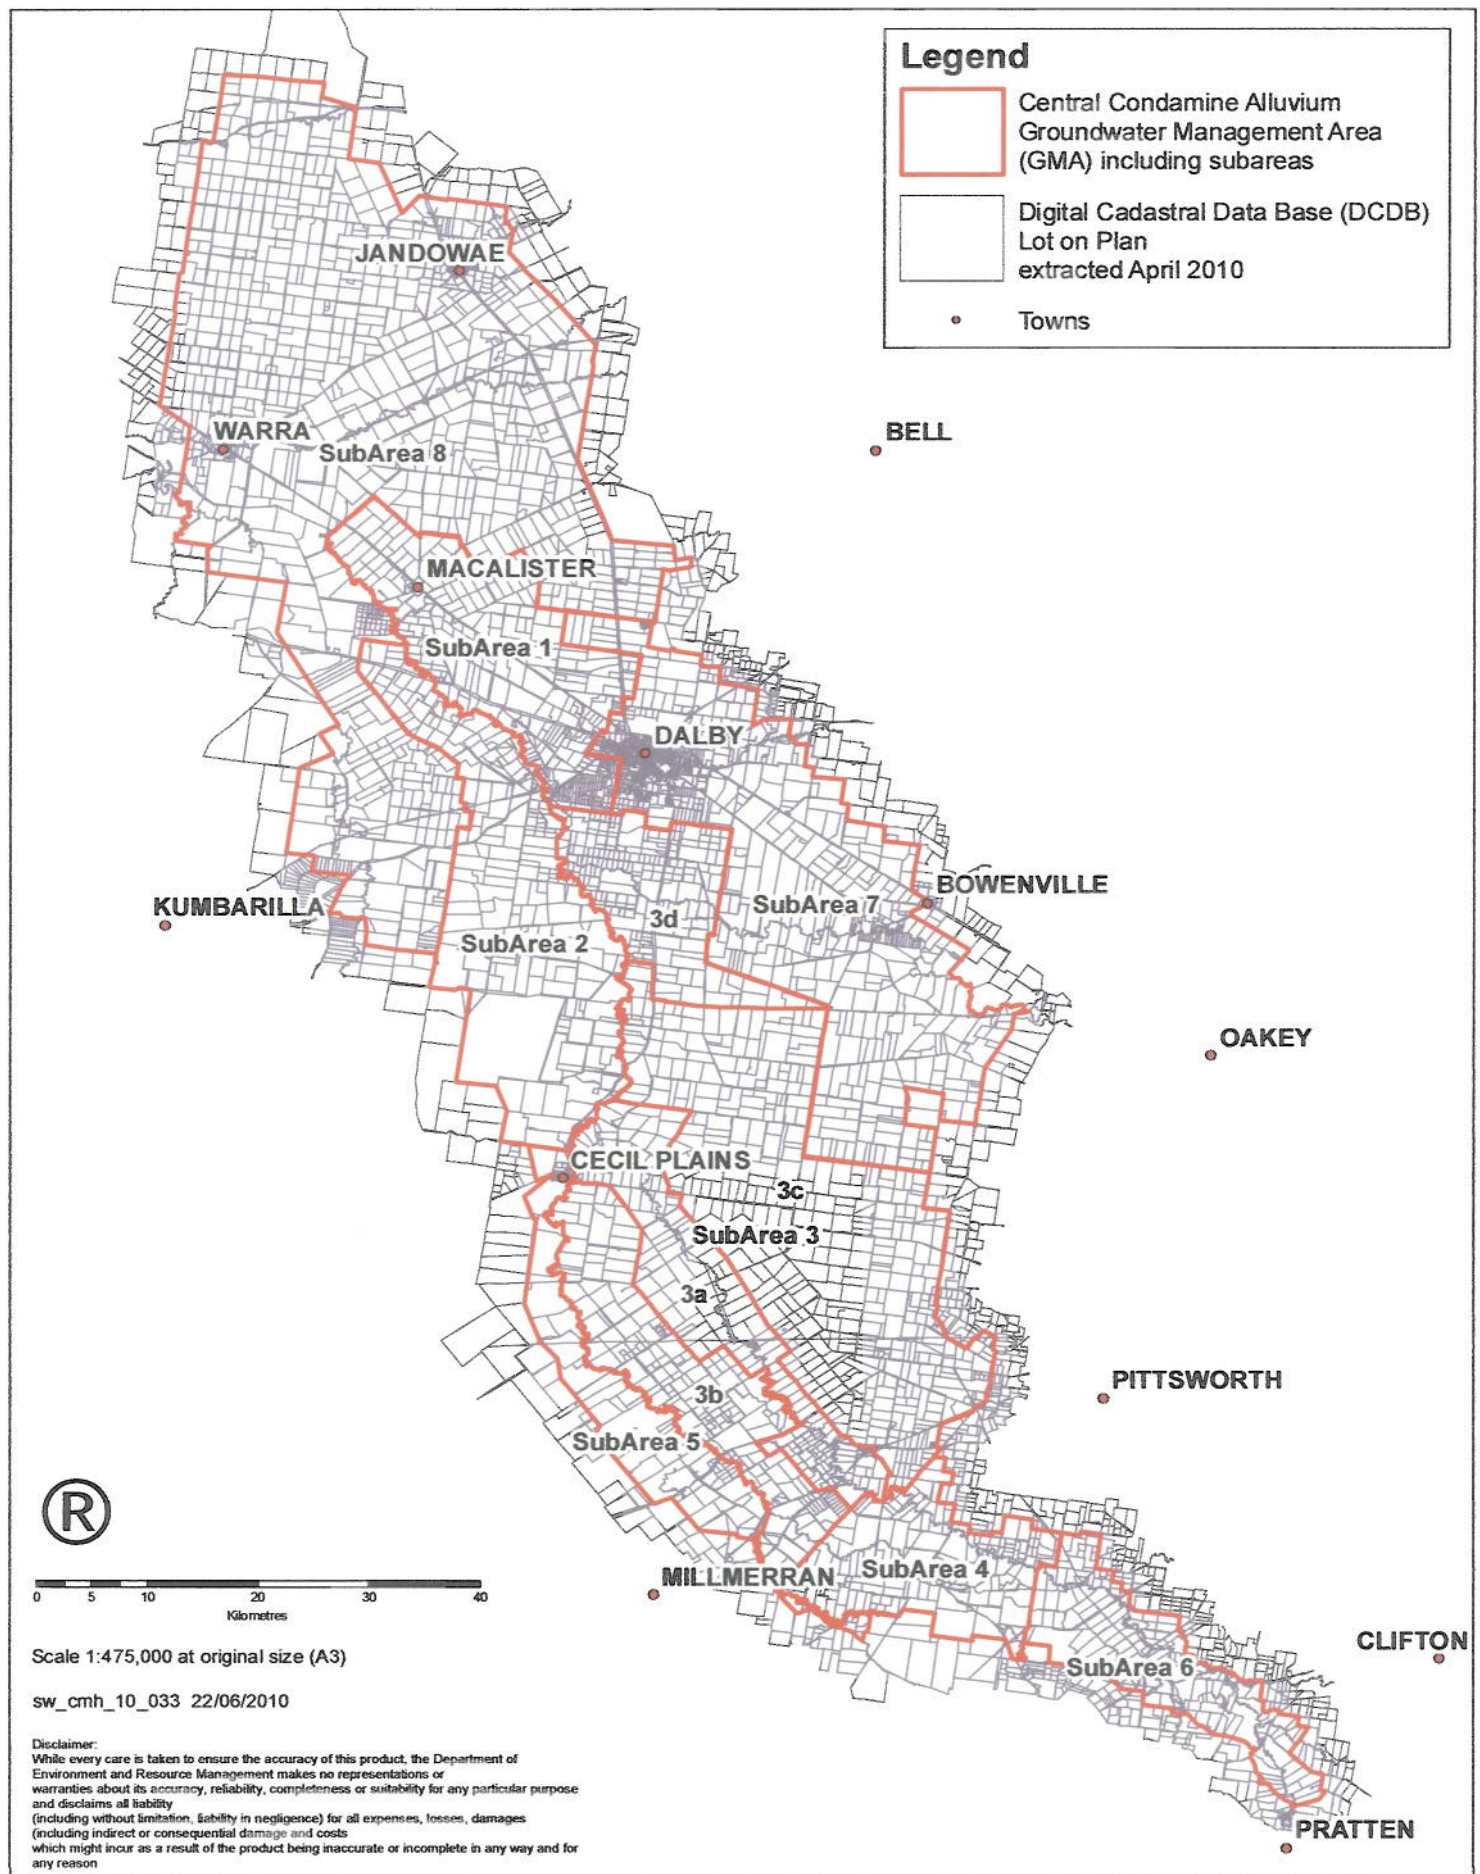 Legend
Central Condamine Alluvium
Groundwater Management Area
(GMA) including subareas
Digital Cadastral Data Base (DCDB)
Lot on Plan
extracted April 2010
Towns
JANDOWAE
WARRA
SubArea 8
BELL
MACALISTER
SubArea 1
DALBY
BOWENVILLE
KUMBARILLA
SubArea 7
3d
SubArea 2
OAKEY
CECIL PLAINS
3c
SubArea 3
3a
PITTSWORTH
3b
SubArea 5
R
MILLMERRAN
SubArea 4
0 5 10 20 30 40
Kilometres
CLIFTON
Scale 1:475,000 at original size (A3)
SubArea 6
sw_cmh_10_033 22/06/2010
Disclaimer:
While every care is taken to ensure the accuracy of this product, the Department of
Environment and Resource Management makes no representations or
warranties about its accuracy, reliability, completeness or suitability for any particular purpose
and disclaims all liability
(including without limitation, liability in negligence) for all expenses, losses, damages
(including indirect or consequential damage and costs
which might incur as a result of the product being inaccurate or incomplete in any way and for
any reason
PRATTEN